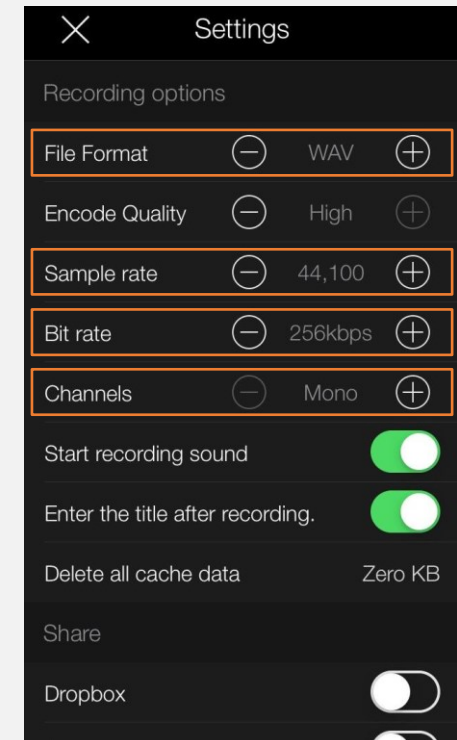 Settings
Recording options
File Format WAV
Encode Quality High
Sample rate 44,100
Bit rate 256kbps
Channels Mono
Start recording sound
Enter the title after recording.
Delete all cache data Zero KB
Share
Dropbox